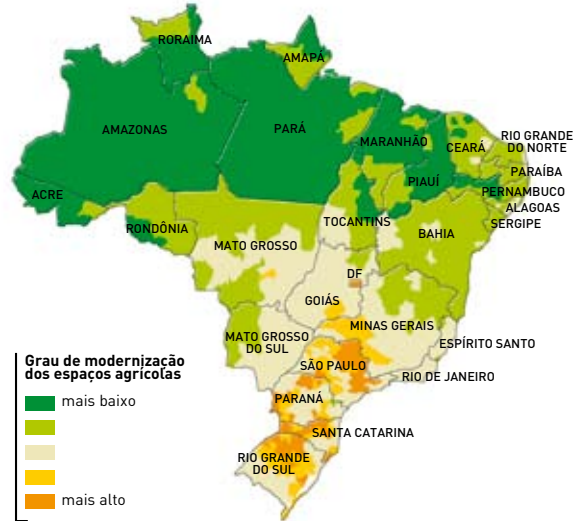 RORAIMA
AMAPÁ
AMAZONAS
PARÁ
MARANHÃO
CEARÁ
RIO GRANDE
DO NORTE
PARAÍBA
PIAUÍ
PERNAMBUCO
ALAGOAS
SERGIPE
ACRE
RONDÔNIA
TOCANTINS
BAHIA
MATO GROSSO
DF
GOIÁS
MINAS GERAIS
MATO GROSSO
DO SUL
ESPÍRITO SANTO
SÃO PAULO
RIO DE JANEIRO
PARANÁ
SANTA CATARINA
RIO GRANDE
DO SUL
Grau de modernização
dos espaços agrícolas
mais baixo
mais alto